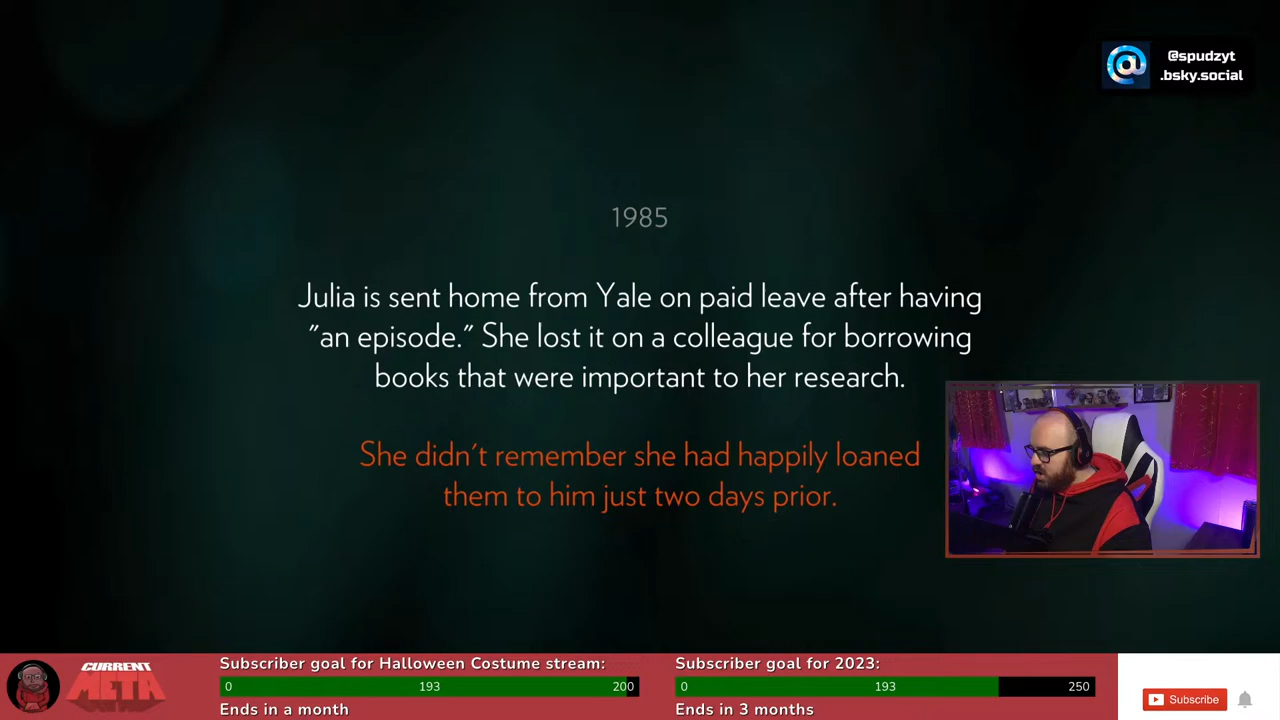 @spudzyt
.bsky.social
1985
Julia is sent home from Yale on paid leave after having
"an episode." She lost it on a colleague for borrowing
books that were important to her research.
She didn't remember she had happily loaned
them to him just two days prior.
CURRENT
META
Subscriber goal for Halloween Costume stream:
0 193 200
Ends in a month
Subscriber goal for 2023:
0 193 250
Ends in 3 months
Subscribe